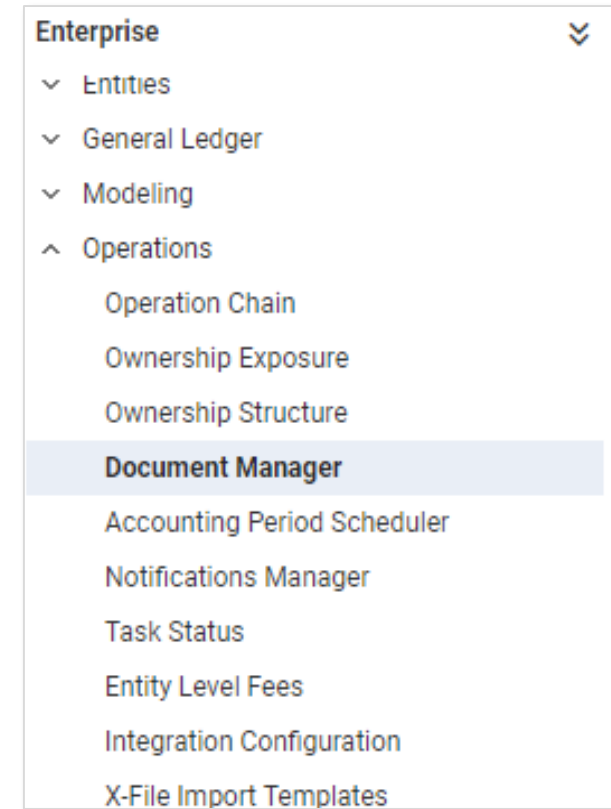 Enterprise
Entities
General Ledger
Modeling
Operations
Operation Chain
Ownership Exposure
Ownership Structure
Document Manager
Accounting Period Scheduler
Notifications Manager
Task Status
Entity Level Fees
Integration Configuration
X-File Import Templates